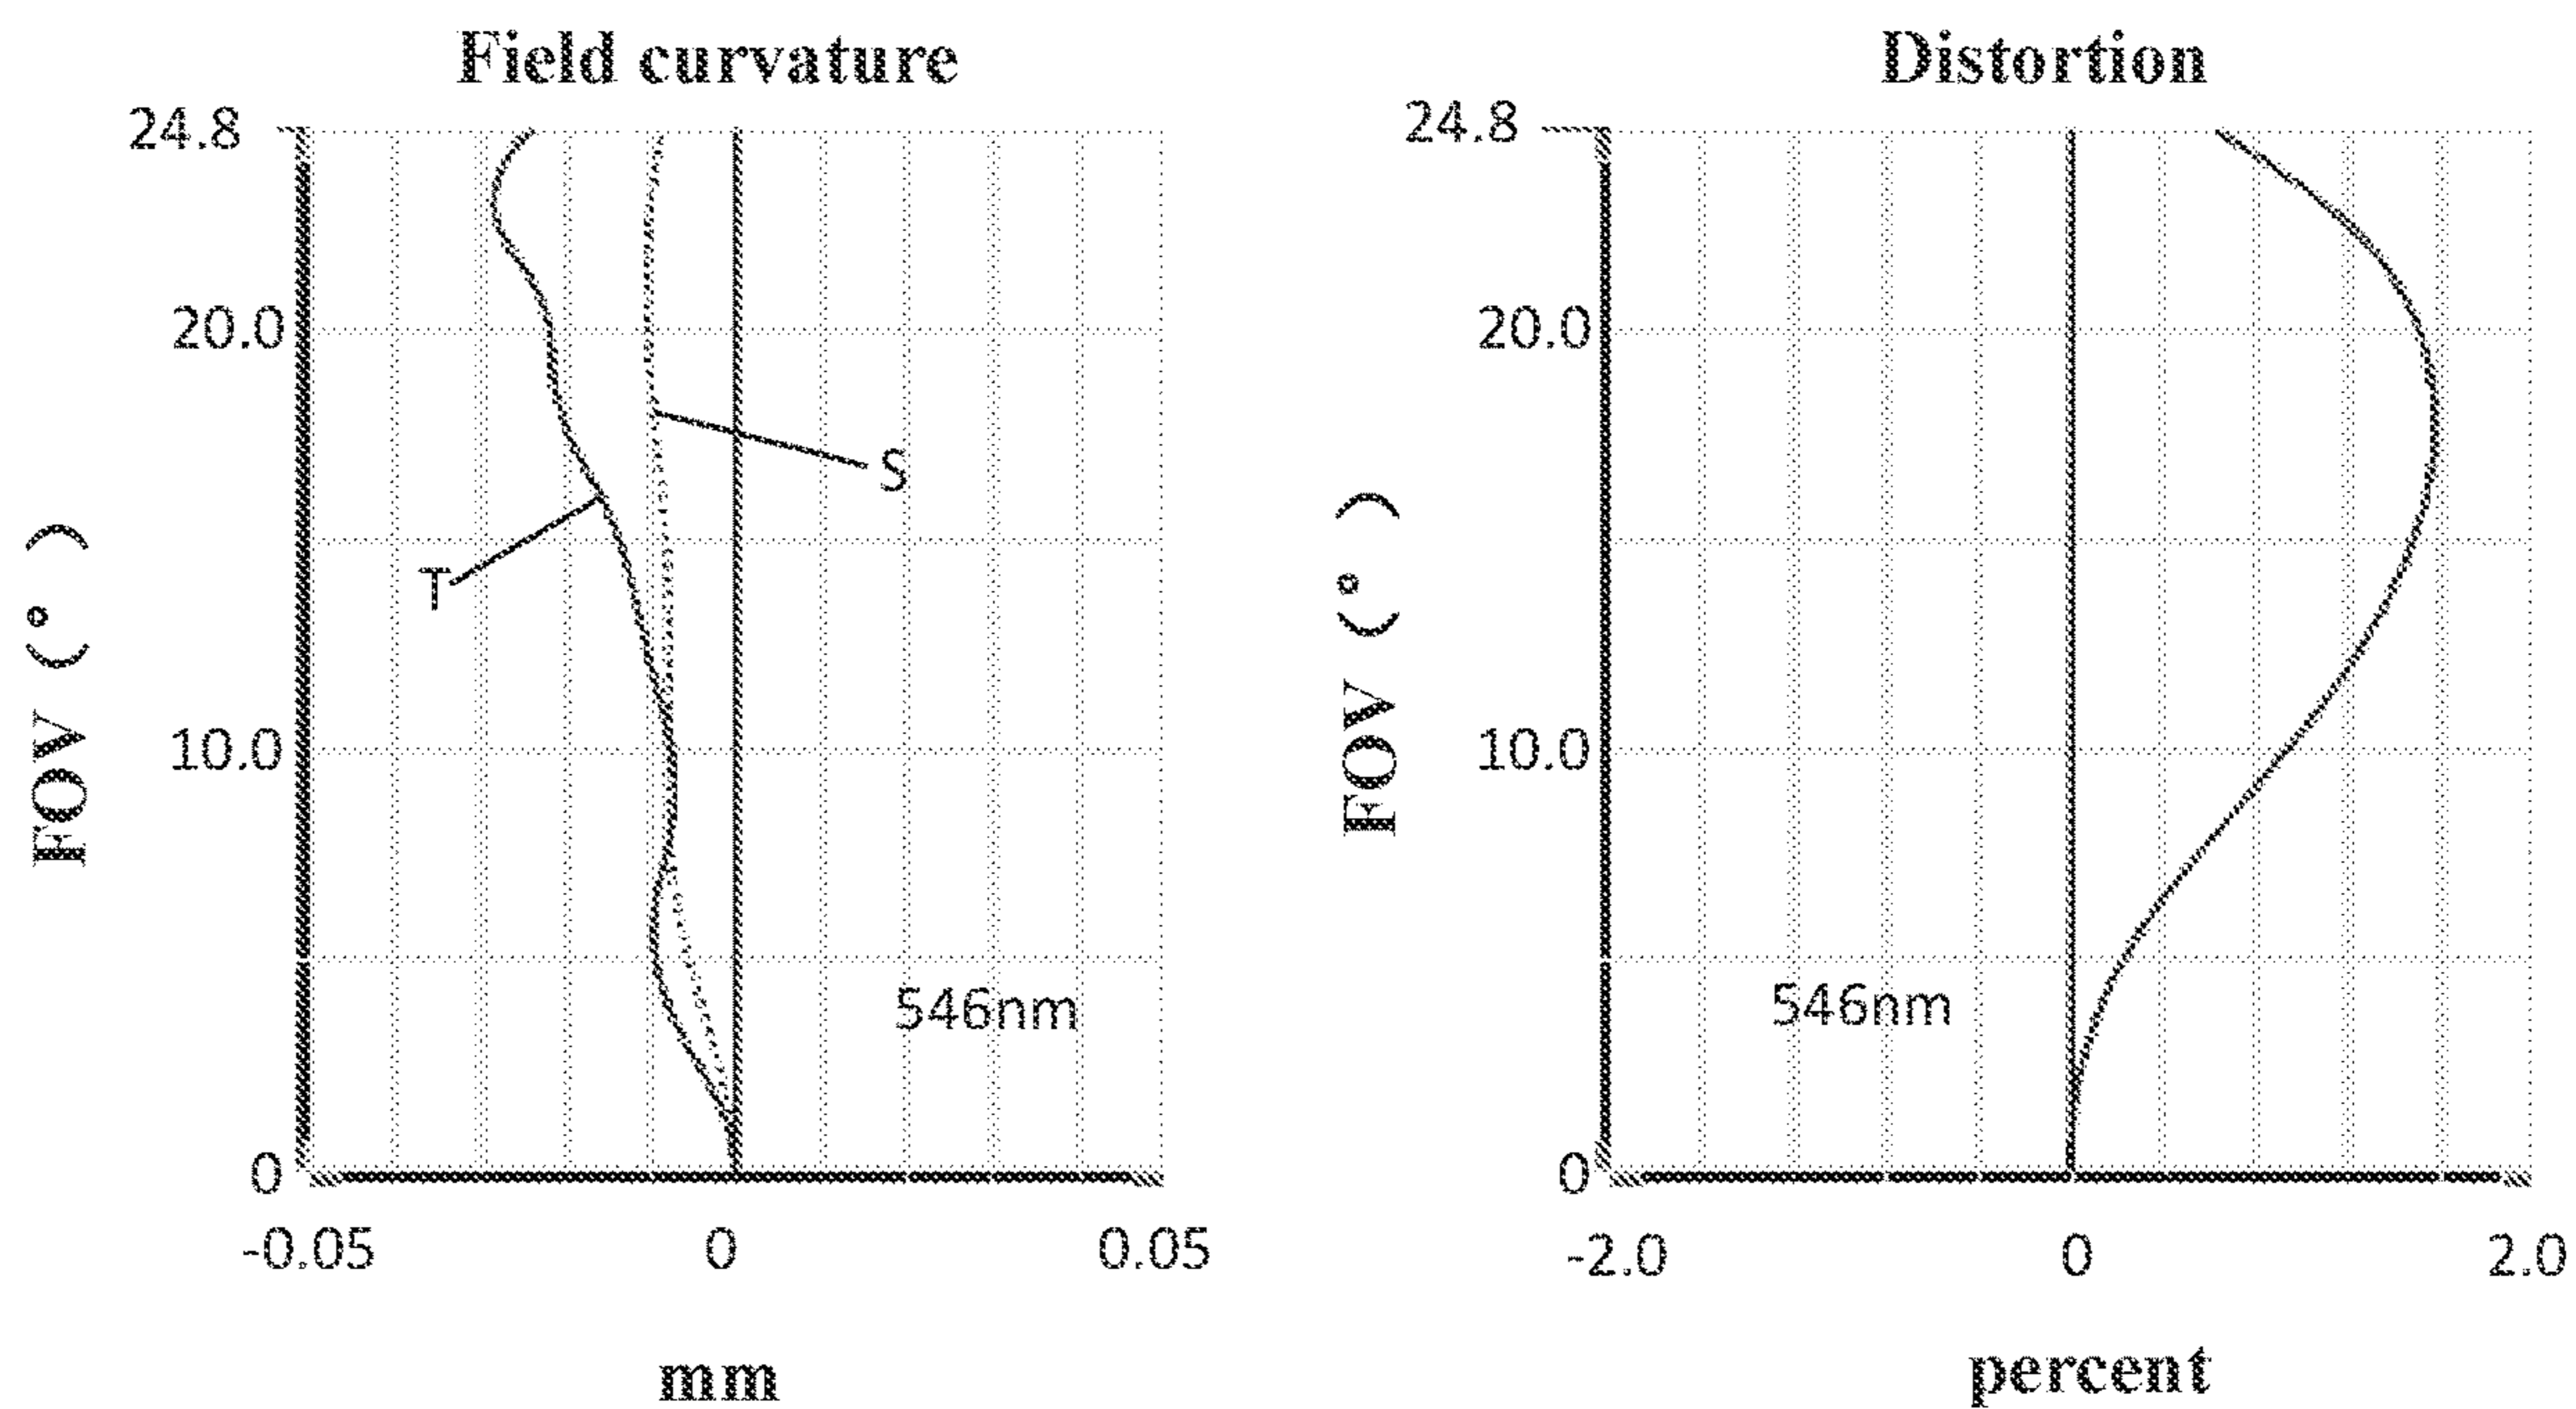 Field curvature
24.8
20.0
10.0
0
FOV (°)
T
S
546nm
-0.05
0
0.05
mm
Distortion
24.8
20.0
10.0
0
FOV (°)
546nm
-2.0
0
2.0
percent